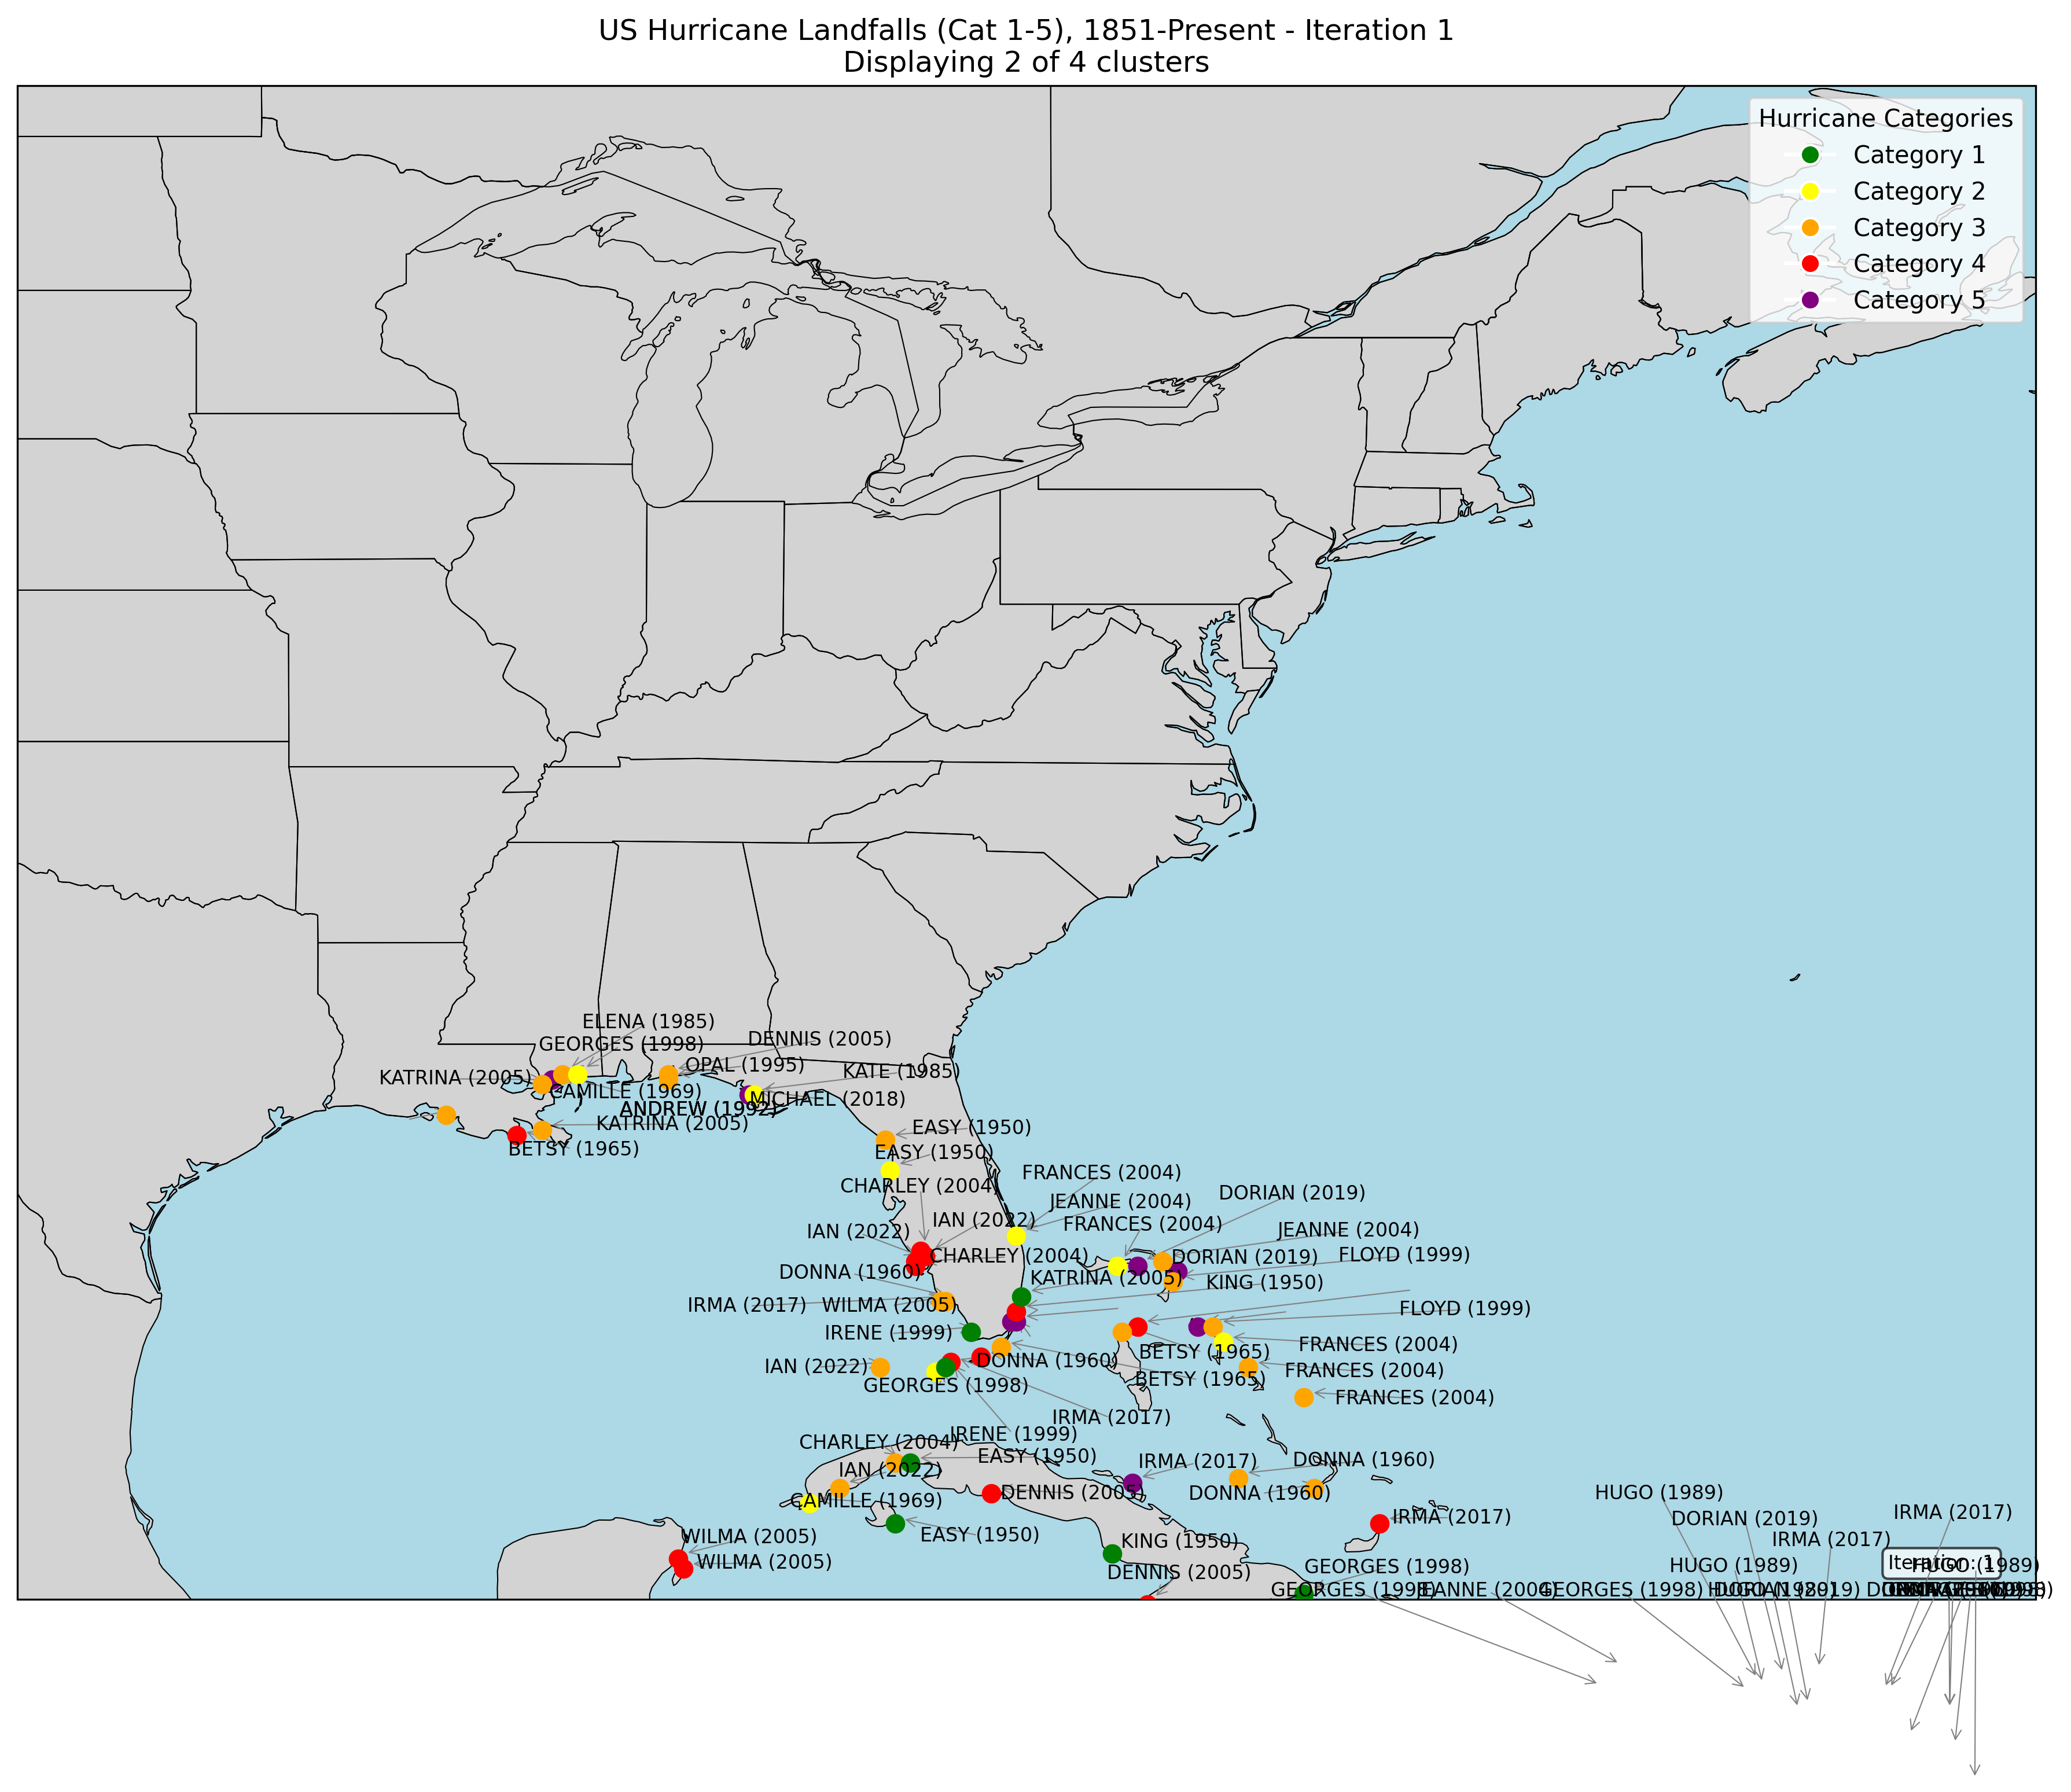 US Hurricane Landfalls (Cat 1-5), 1851-Present - Iteration 1
Displaying 2 of 4 clusters
Hurricane Categories
Category 1
Category 2
Category 3
Category 4
Category 5
ELENA (1985)
GEORGES (1998)
DENNIS (2005)
OPAL (1995)
KATE (1985)
KATRINA (2005)
CAMILLE (1969)
MICHAEL (2018)
ANDREW (1992)
KATRINA (2005)
BETSY (1965)
EASY (1950)
EASY (1950)
CHARLEY (2004)
FRANCES (2004)
JEANNE (2004)
DORIAN (2019)
IAN (2022)
IAN (2022)
FRANCES (2004)
JEANNE (2004)
CHARLEY (2004)
DORIAN (2019)
FLOYD (1999)
DONNA (1960)
KATRINA (2005)
KING (1950)
IRMA (2017)
WILMA (2005)
FLOYD (1999)
IRENE (1999)
BETSY (1965)
FRANCES (2004)
IAN (2022)
DONNA (1960)
FRANCES (2004)
GEORGES (1998)
BETSY (1965)
FRANCES (2004)
IRMA (2017)
IRENE (1999)
CHARLEY (2004)
EASY (1950)
IRMA (2017)
DONNA (1960)
IAN (2022)
CAMILLE (1969)
DENNIS (2005)
DONNA (1960)
HUGO (1989)
IRMA (2017)
IRMA (2017)
DORIAN (2019)
WILMA (2005)
EASY (1950)
KING (1950)
IRMA (2017)
WILMA (2005)
DENNIS (2005)
GEORGES (1998)
HUGO (1989)
Iteration: 1
HUGO (1989)
GEORGES (1998)
JEANNE (2004)
GEORGES (1998)
HUGO (1989)
DORIAN (2019)